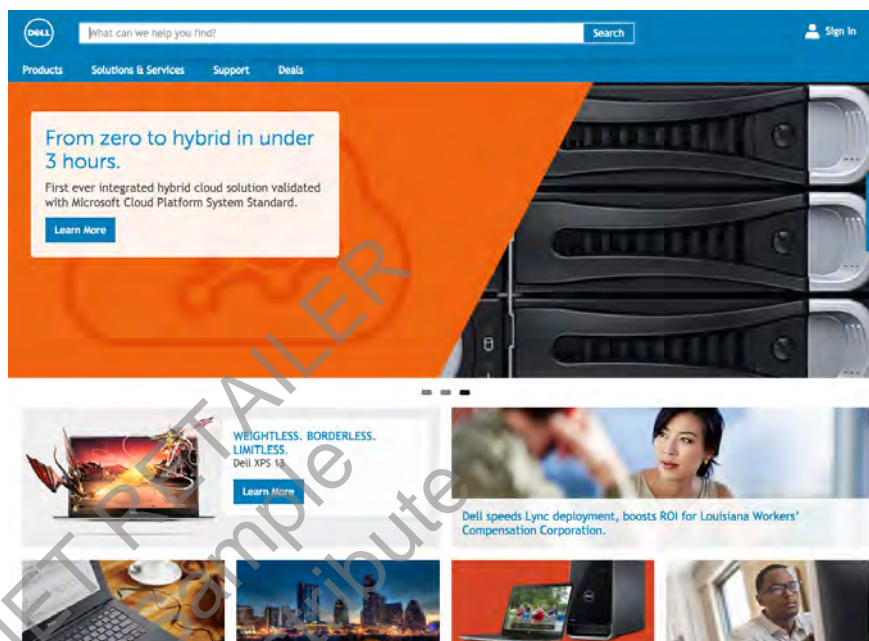 DELL
What can we help you find?
Search
Sign In
Products
Solutions & Services
Support
Deals
From zero to hybrid in under
3 hours.
First ever integrated hybrid cloud solution validated
with Microsoft Cloud Platform System Standard.
Learn More
WEIGHTLESS. BORDERLESS.
LIMITLESS.
Dell XPS 13
Learn More
Dell speeds Lync deployment, boosts ROI for Louisiana Workers'
Compensation Corporation.
RETAILER
Sample